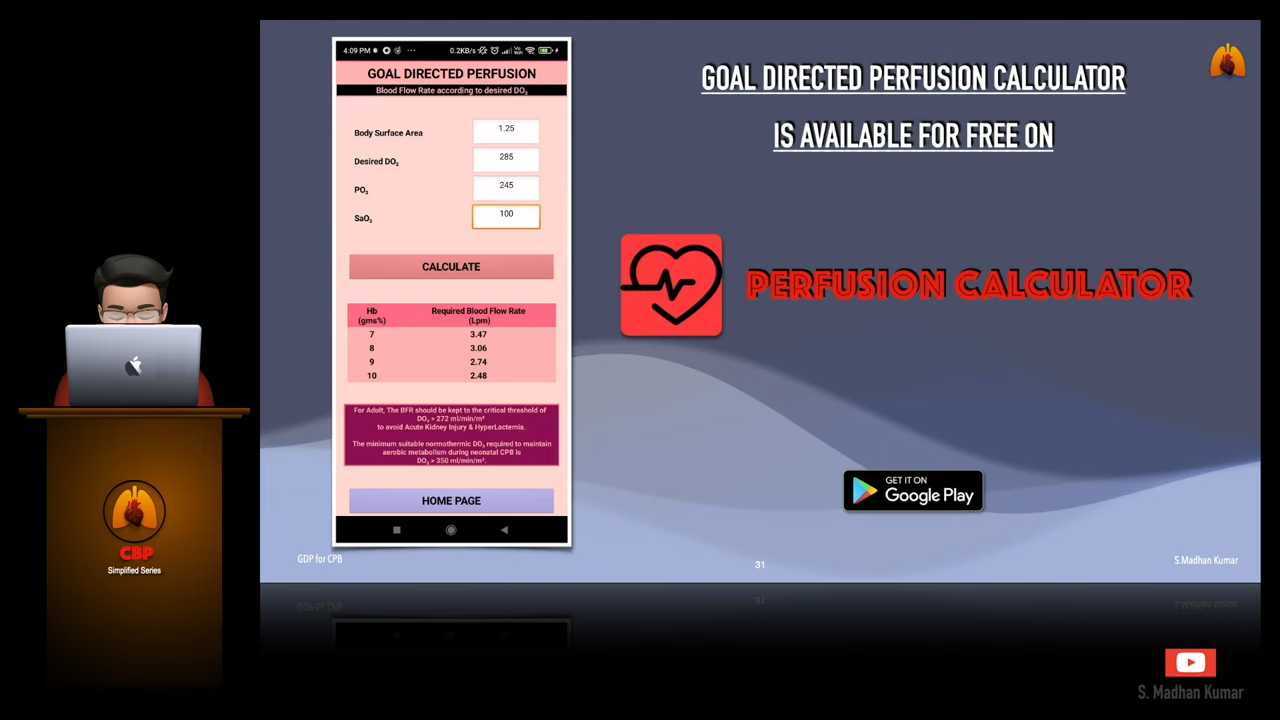 4:09 PM
0.2KB/s
GOAL DIRECTED PERFUSION
Blood Flow Rate according to desired DO₂
Body Surface Area 1.25
Desired DO₂ 285
PO₂ 245
SaO₂ 100
CALCULATE
Hb Required Blood Flow Rate
(gms%) (Lpm)
7 3.47
8 3.06
9 2.74
10 2.48
For Adult, The BFR should be kept to the critical threshold of
DO₂ > 272 ml/min/m²
to avoid Acute Kidney Injury & HyperLactemia.
The minimum suitable normothermic DO₂ required to maintain
aerobic metabolism during neonatal CPB is
DO₂ > 350 ml/min/m².
HOME PAGE
GOAL DIRECTED PERFUSION CALCULATOR
IS AVAILABLE FOR FREE ON
PERFUSION CALCULATOR
GET IT ON
Google Play
GDP for CPB
31
S.Madhan Kumar
CBP
Simplified Series
S. Madhan Kumar